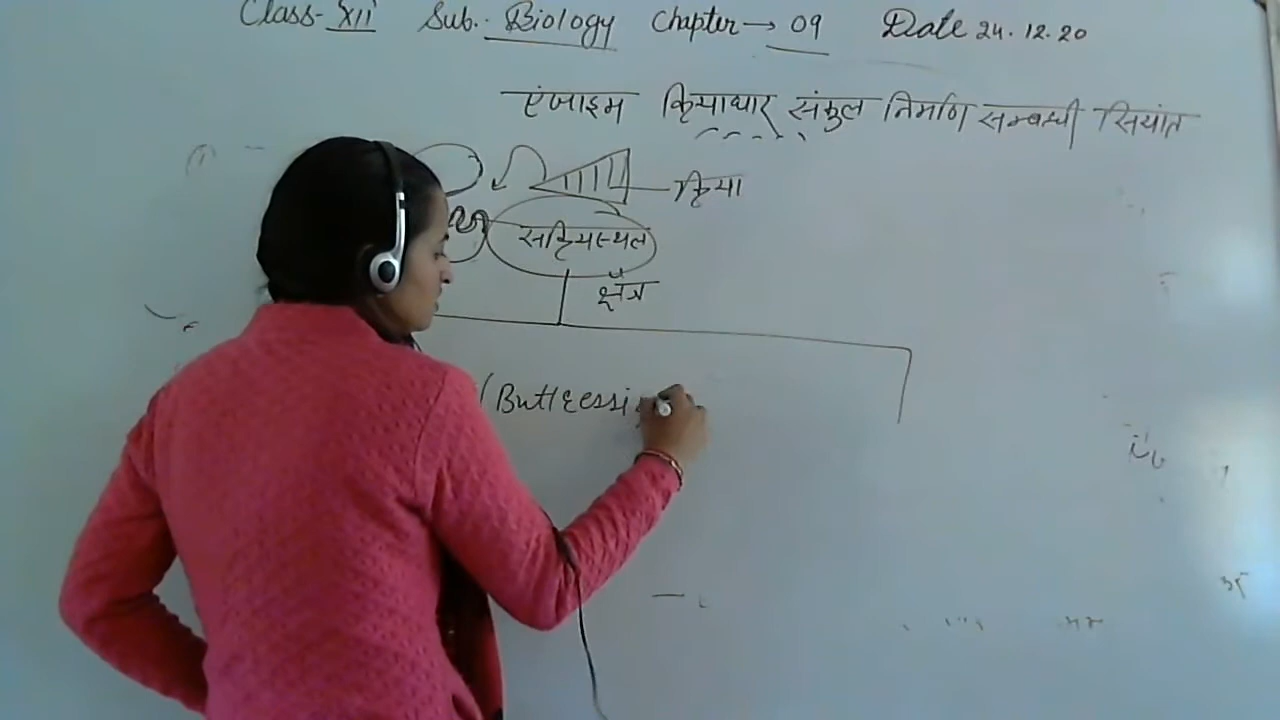 Class- XII Sub. Biology Chapter → 09 Date 24.12.20
एंजाइम क्रियाधार संकुल निर्माण सम्बन्धी सिधांत
क्रिया
सक्रियस्थल
क्षेत्र
(Buttressi